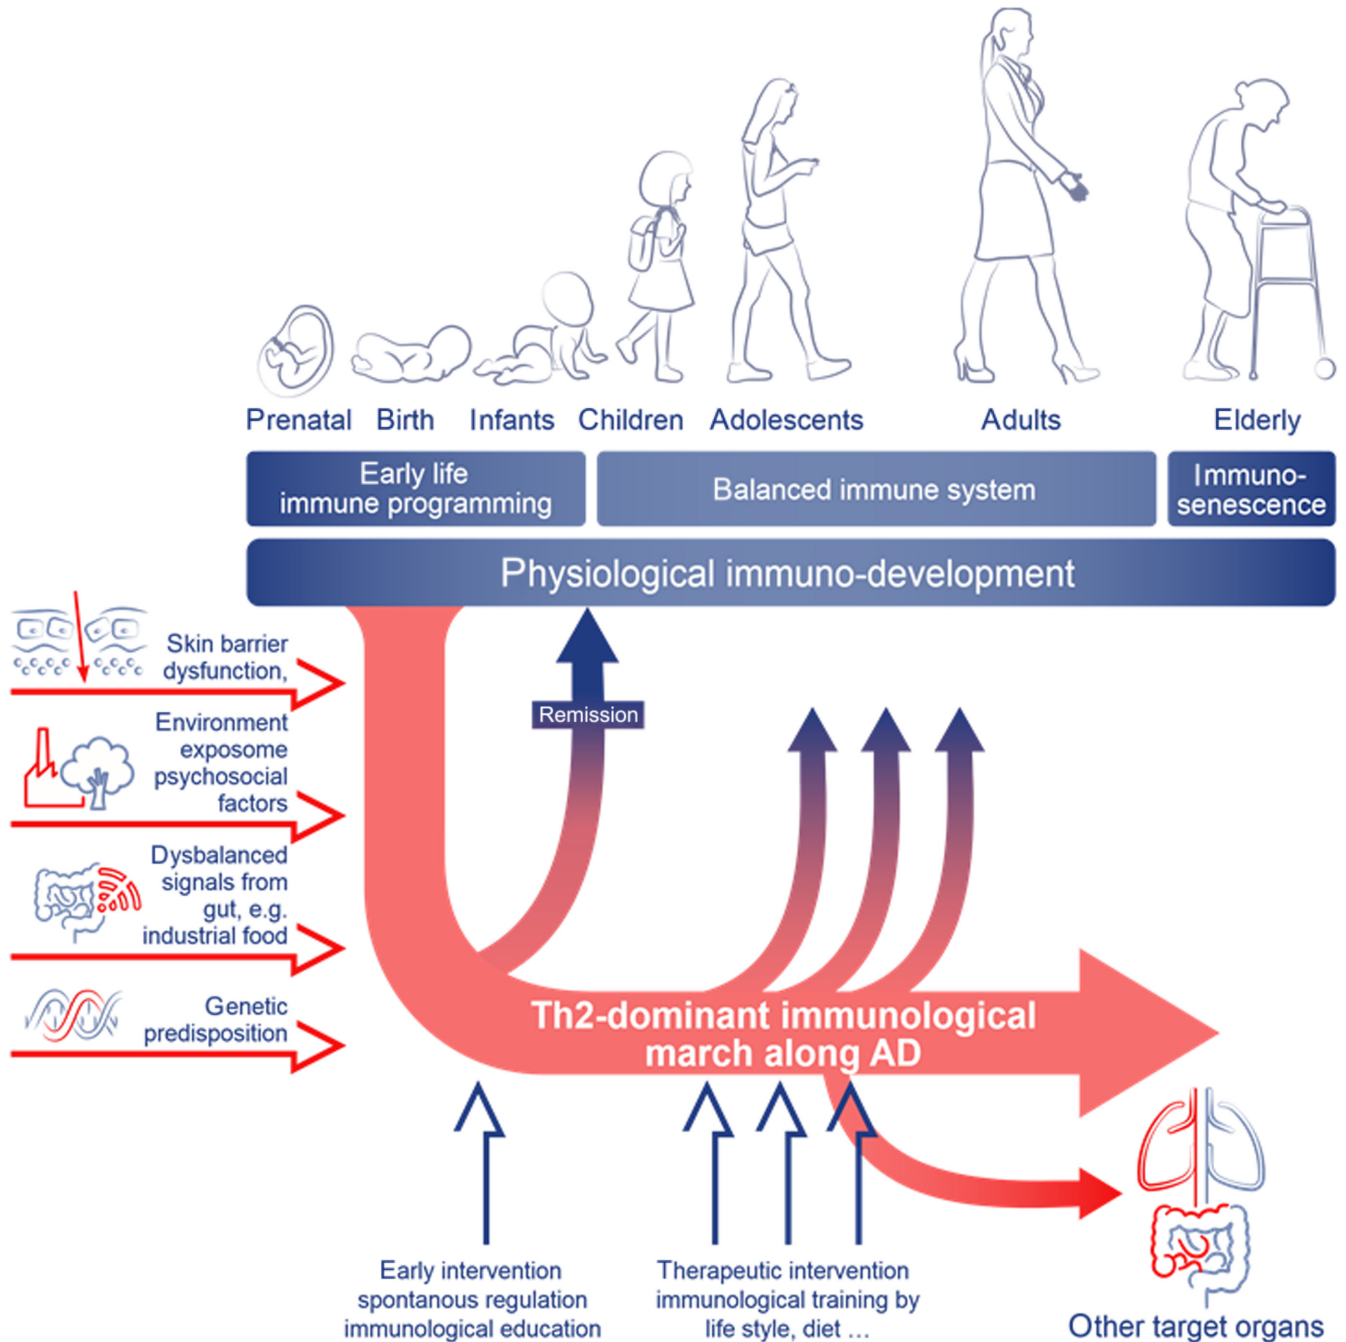 Prenatal
Birth
Infants
Children
Adolescents
Adults
Elderly
Early life
immune programming
Balanced immune system
Immuno-
senescence
Physiological immuno-development
Skin barrier
dysfunction,
Environment
exposome
psychosocial
factors
Dysbalanced
signals from
gut, e.g.
industrial food
Genetic
predisposition
Remission
Th2-dominant immunological
march along AD
Early intervention
spontanous regulation
immunological education
Therapeutic intervention
immunological training by
life style, diet ...
Other target organs